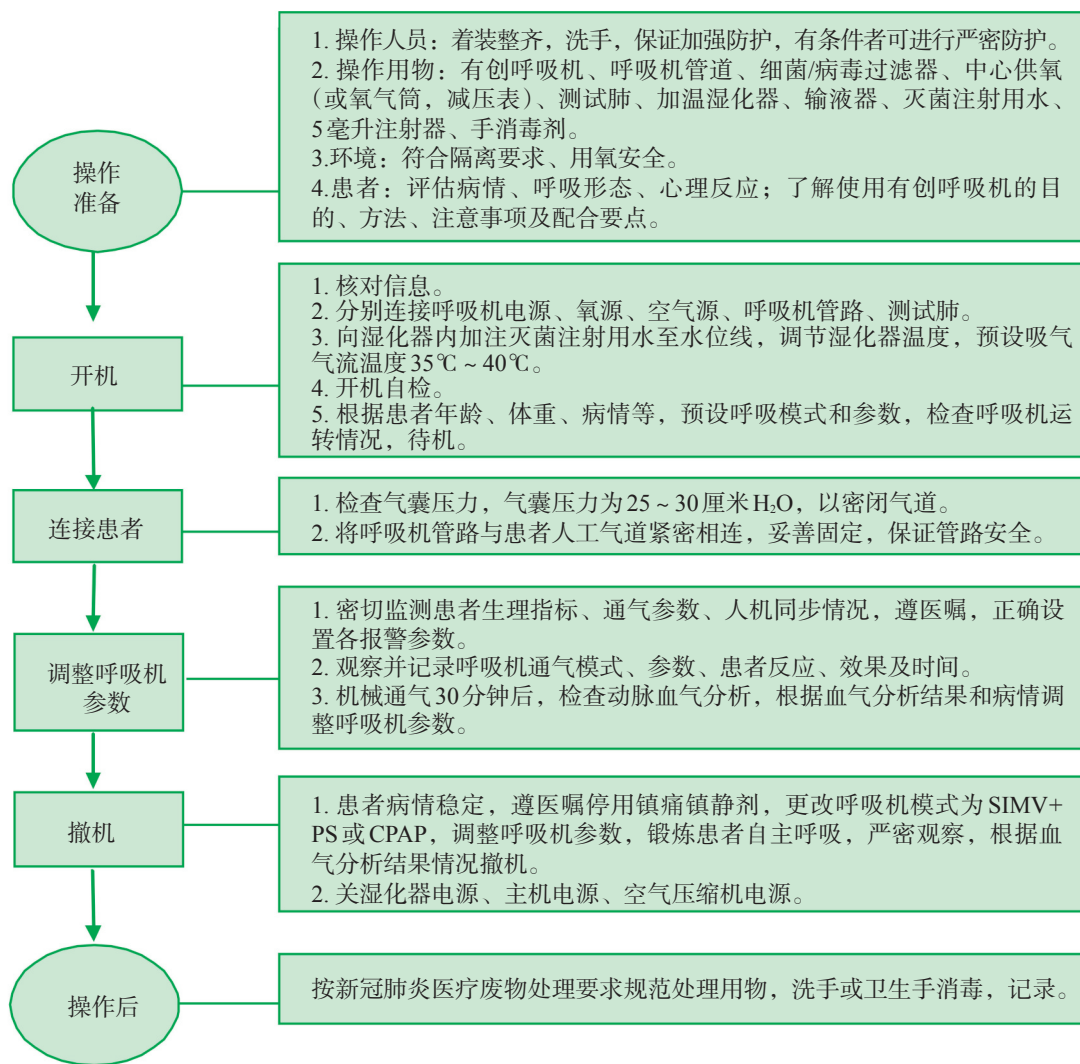 操作
准备
1. 操作人员：着装整齐，洗手，保证加强防护，有条件者可进行严密防护。
2. 操作用物：有创呼吸机、呼吸机管道、细菌/病毒过滤器、中心供氧
（或氧气筒，减压表）、测试肺、加温湿化器、输液器、灭菌注射用水、
5毫升注射器、手消毒剂。
3.环境：符合隔离要求、用氧安全。
4.患者：评估病情、呼吸形态、心理反应；了解使用有创呼吸机的目
的、方法、注意事项及配合要点。
开机
1. 核对信息。
2. 分别连接呼吸机电源、氧源、空气源、呼吸机管路、测试肺。
3. 向湿化器内加注灭菌注射用水至水位线，调节湿化器温度，预设吸气
气流温度35℃～40℃。
4. 开机自检。
5. 根据患者年龄、体重、病情等，预设呼吸模式和参数，检查呼吸机运
转情况，待机。
连接患者
1. 检查气囊压力，气囊压力为25～30厘米H₂O，以密闭气道。
2. 将呼吸机管路与患者人工气道紧密相连，妥善固定，保证管路安全。
调整呼吸机
参数
1. 密切监测患者生理指标、通气参数、人机同步情况，遵医嘱，正确设
置各报警参数。
2. 观察并记录呼吸机通气模式、参数、患者反应、效果及时间。
3. 机械通气30分钟后，检查动脉血气分析，根据血气分析结果和病情调
整呼吸机参数。
撤机
1. 患者病情稳定，遵医嘱停用镇痛镇静剂，更改呼吸机模式为SIMV+
PS或CPAP，调整呼吸机参数，锻炼患者自主呼吸，严密观察，根据血
气分析结果情况撤机。
2. 关湿化器电源、主机电源、空气压缩机电源。
操作后
按新冠肺炎医疗废物处理要求规范处理用物，洗手或卫生手消毒，记录。